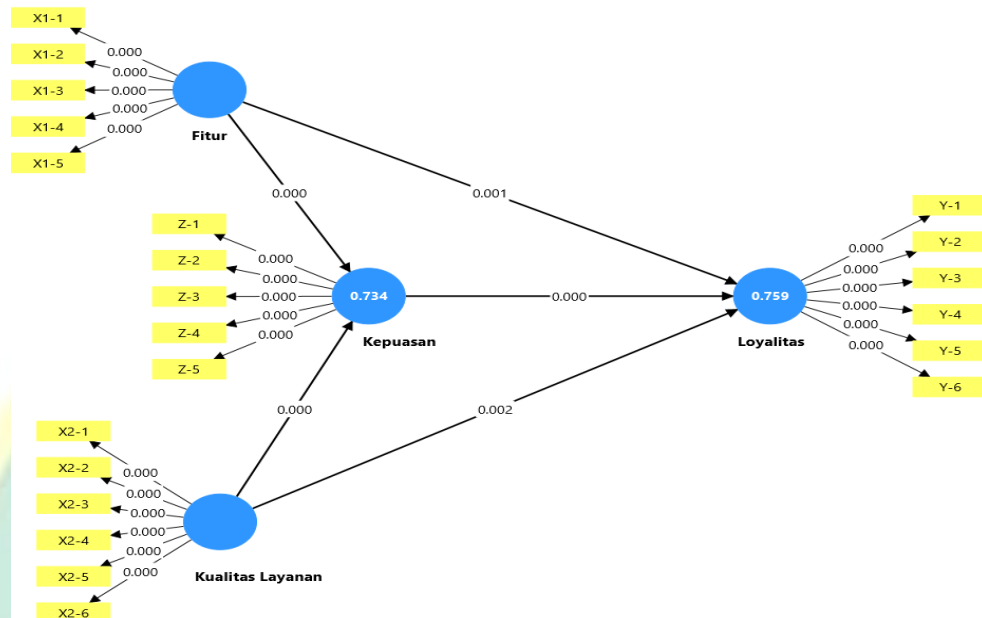 X1-1
X1-2
X1-3
X1-4
X1-5
0.000
0.000
0.000
0.000
0.000
Fitur
0.000
0.001
Z-1
Z-2
Z-3
Z-4
Z-5
0.000
0.000
0.000
0.000
0.000
0.734
Kepuasan
0.000
0.759
Loyalitas
0.000
0.000
0.000
0.000
0.000
0.000
Y-1
Y-2
Y-3
Y-4
Y-5
Y-6
0.000
0.002
X2-1
X2-2
X2-3
X2-4
X2-5
X2-6
0.000
0.000
0.000
0.000
0.000
0.000
Kualitas Layanan